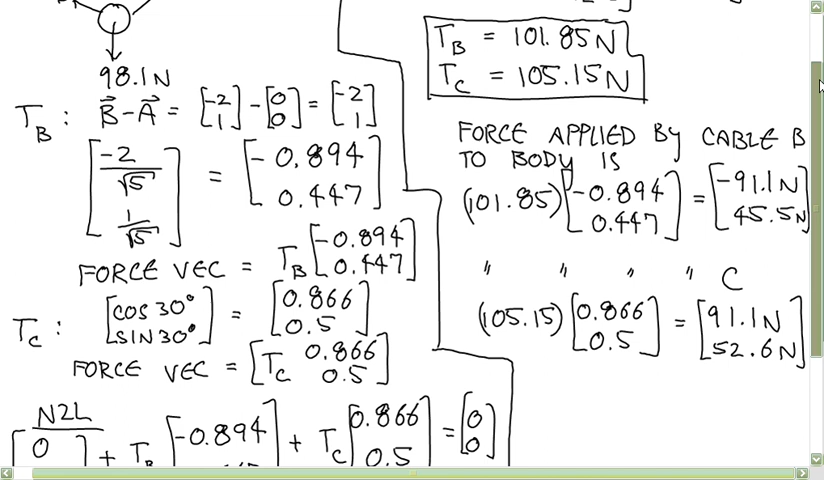 98.1N
T_B : B⃗ - A⃗ = [-2 1] - [0 0] = [-2 1]
[-2/√5 1/√5] = [-0.894 0.447]
FORCE VEC = T_B [-0.894 0.447]
T_C : [COS 30° SIN 30°] = [0.866 0.5]
FORCE VEC = [T_C 0.866 0.5]
N2L
[0 + T_B [-0.894 + T_C [0.866 0.5] = [0 0]
T_B = 101.85N
T_C = 105.15N
FORCE APPLIED BY CABLE B
TO BODY IS
(101.85) [-0.894 0.447] = [-91.1N 45.5N]
" " " " C
(105.15) [0.866 0.5] = [91.1N 52.6N]